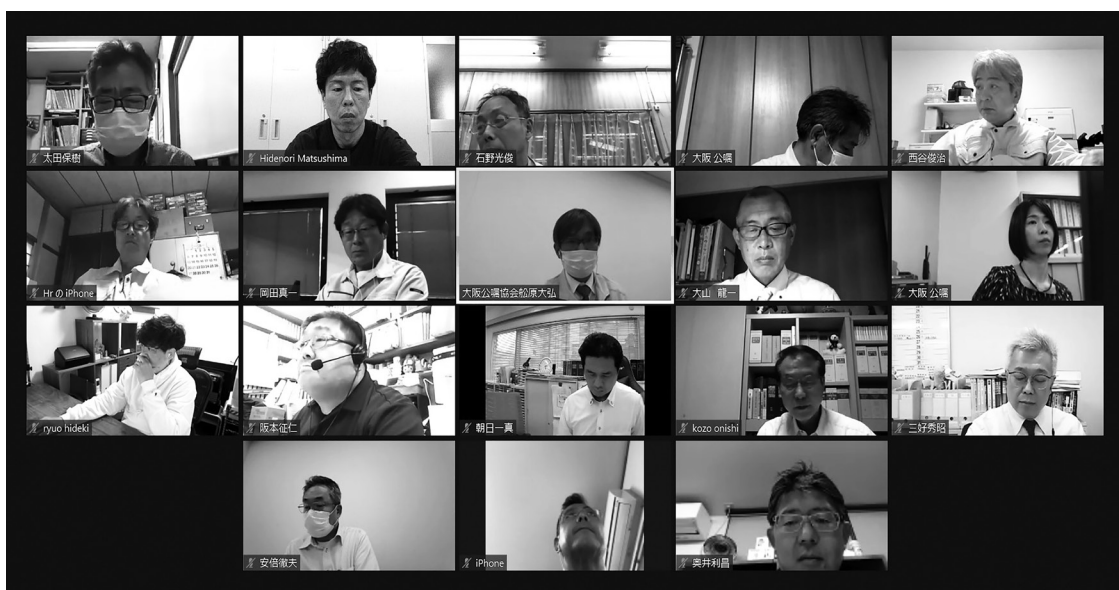 太田保樹
Hidenori Matsushima
石野光俊
大阪 公嘱
西谷俊治
Hr の iPhone
岡田真一
大阪公嘱協会舩原大弘
大山 龍一
大阪 公嘱
ryuo hideki
阪本征仁
朝日一真
kozo onishi
三好秀昭
安倍徹夫
iPhone
奥井利昌